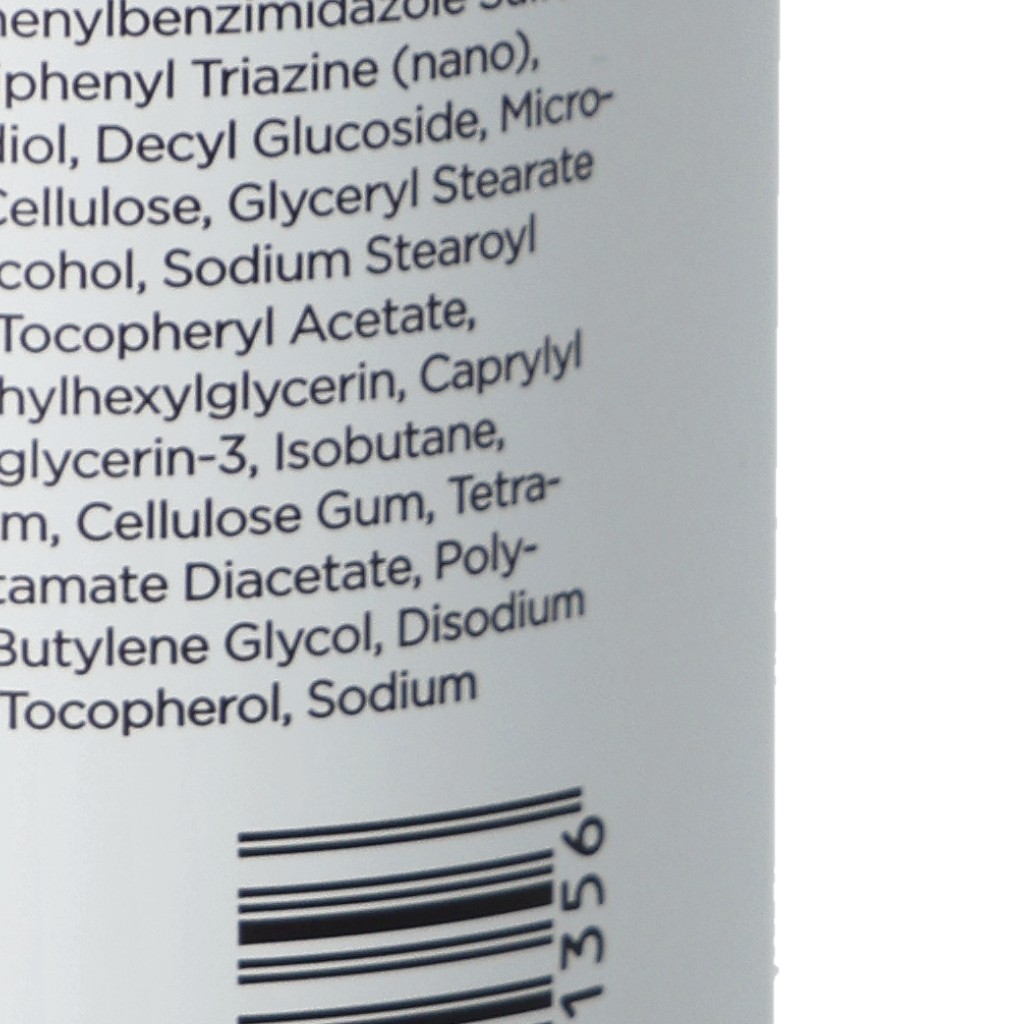 henylbenzimidazole
iphenyl Triazine (nano),
diol, Decyl Glucoside, Micro-
Cellulose, Glyceryl Stearate
cohol, Sodium Stearoyl
Tocopheryl Acetate,
hylhexylglycerin, Caprylyl
glycerin-3, Isobutane,
m, Cellulose Gum, Tetra-
tamate Diacetate, Poly-
Butylene Glycol, Disodium
Tocopherol, Sodium
1356